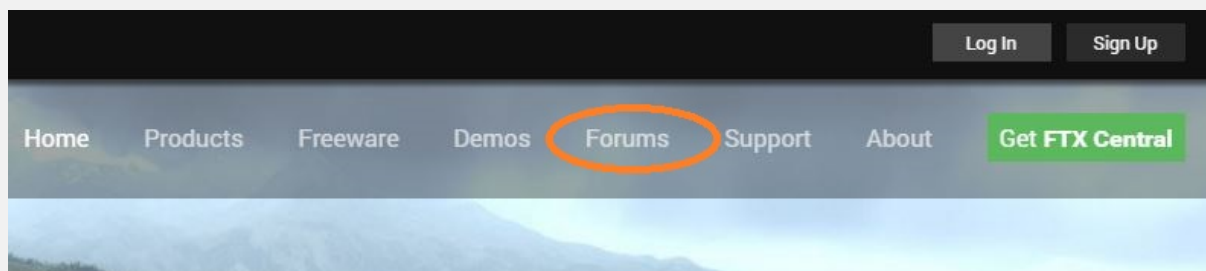 Log In Sign Up
Home Products Freeware Demos Forums Support About Get FTX Central